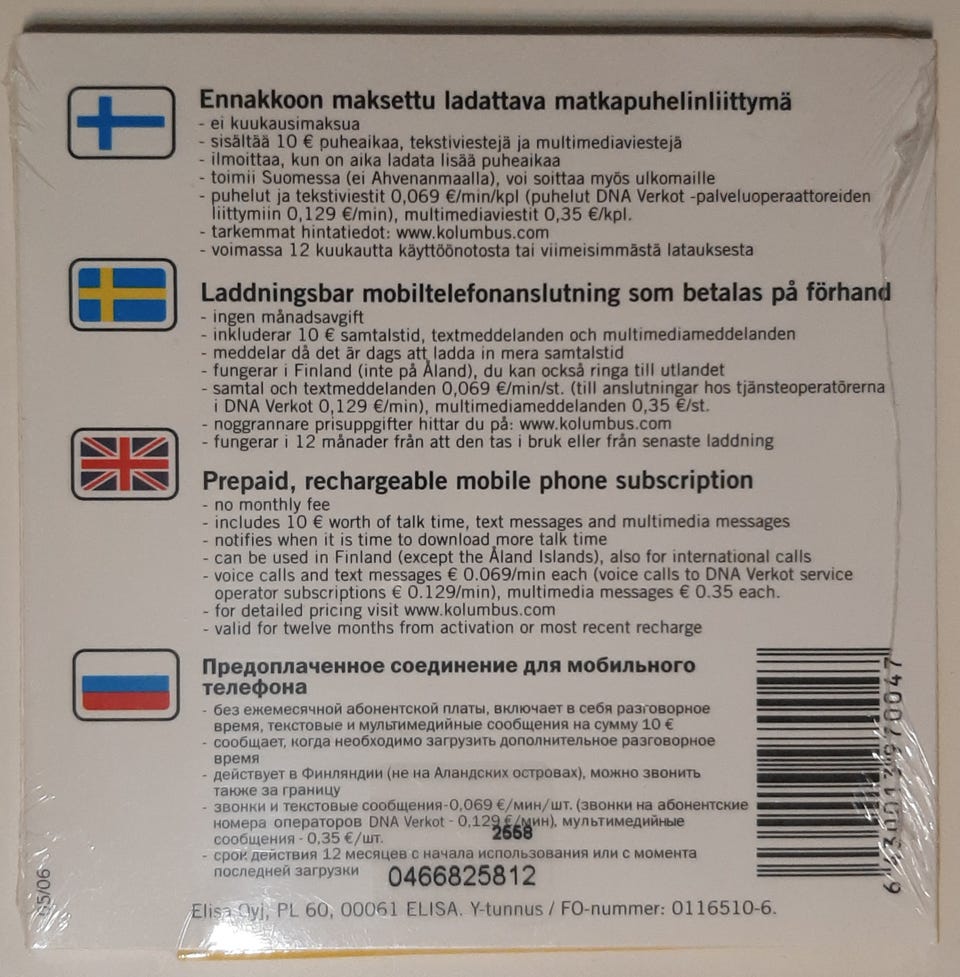 Ennakkoon maksettu ladattava matkapuhelinliittymä
- ei kuukausimaksua
- sisältää 10 € puheaikaa, tekstiviestejä ja multimediaviestejä
- ilmoittaa, kun on aika ladata lisää puheaikaa
- toimii Suomessa (ei Ahvenanmaalla), voi soittaa myös ulkomaille
- puhelut ja tekstiviestit 0,069 €/min/kpl (puhelut DNA Verkot -palveluoperaattoreiden
liittymiin 0,129 €/min), multimediaviestit 0,35 €/kpl.
- tarkemmat hintatiedot: www.kolumbus.com
- voimassa 12 kuukautta käyttöönotosta tai viimeisimmästä latauksesta
Laddningsbar mobiltelefonanslutning som betalas på förhand
- ingen månadsavgift
- inkluderar 10 € samtalstid, textmeddelanden och multimediameddelanden
- meddelar då det är dags att ladda in mera samtalstid
- fungerar i Finland (inte på Åland), du kan också ringa till utlandet
- samtal och textmeddelanden 0,069 €/min/st. (till anslutningar hos tjänsteoperatörerna
i DNA Verkot 0,129 €/min), multimediameddelanden 0,35 €/st.
- noggrannare prisuppgifter hittar du på: www.kolumbus.com
- fungerar i 12 månader från att den tas i bruk eller från senaste laddning
Prepaid, rechargeable mobile phone subscription
- no monthly fee
- includes 10 € worth of talk time, text messages and multimedia messages
- notifies when it is time to download more talk time
- can be used in Finland (except the Åland Islands), also for international calls
- voice calls and text messages € 0.069/min each (voice calls to DNA Verkot service
operator subscriptions € 0.129/min), multimedia messages € 0.35 each.
- for detailed pricing visit www.kolumbus.com
- valid for twelve months from activation or most recent recharge
Предоплаченное соединение для мобильного
телефона
- без ежемесячной абонентской платы, включает в себя разговорное
время, текстовые и мультимедийные сообщения на сумму 10 €
- сообщает, когда необходимо загрузить дополнительное разговорное
время
- действует в Финляндии (не на Аландских островах), можно звонить
также за границу
- звонки и текстовые сообщения-0,069 €/мин/шт. (звонки на абонентские
номера операторов DNA Verkot - 0,129 €/мин), мультимедийные
сообщения - 0,35 €/шт.
2558
- срок действия 12 месяцев с начала использования или с момента
последней загрузки
0466825812
Elisa Oyj, PL 60, 00061 ELISA. Y-tunnus / FO-nummer: 0116510-6.